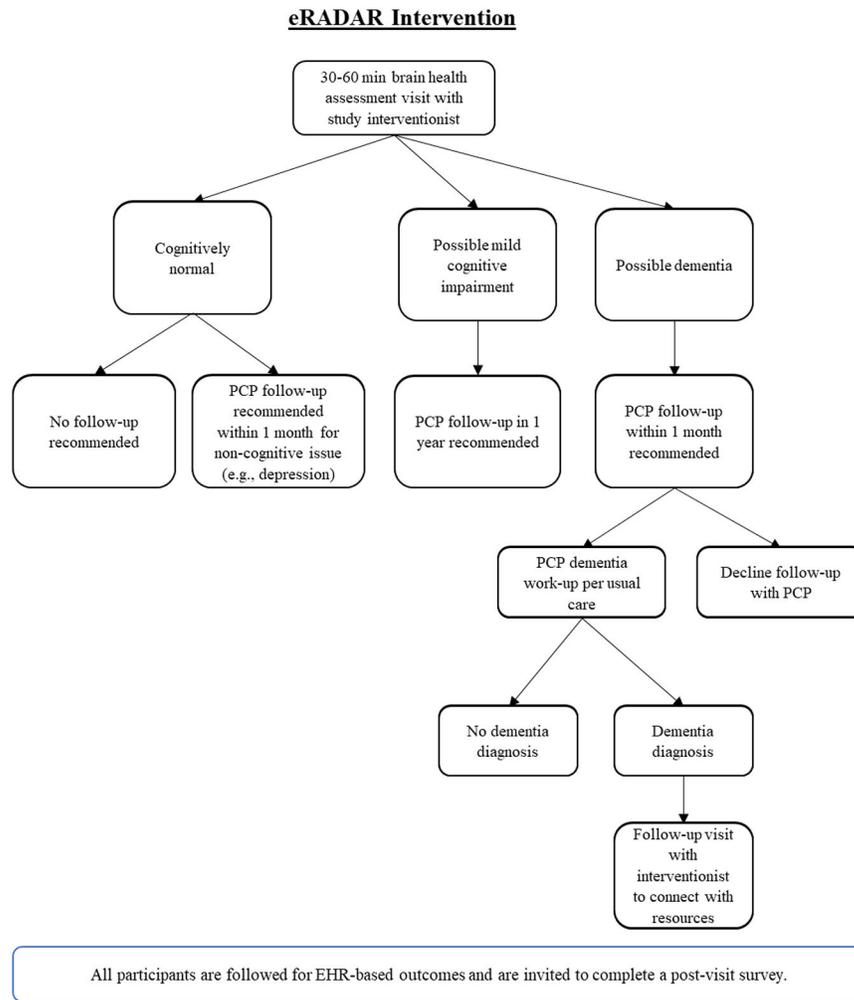 eRADAR Intervention
30-60 min brain health
assessment visit with
study interventionist
Cognitively
normal
Possible mild
cognitive
impairment
Possible dementia
No follow-up
recommended
PCP follow-up
recommended
within 1 month for
non-cognitive issue
(e.g., depression)
PCP follow-up in 1
year recommended
PCP follow-up
within 1 month
recommended
PCP dementia
work-up per usual
care
Decline follow-up
with PCP
No dementia
diagnosis
Dementia
diagnosis
Follow-up visit
with
interventionist
to connect with
resources
All participants are followed for EHR-based outcomes and are invited to complete a post-visit survey.